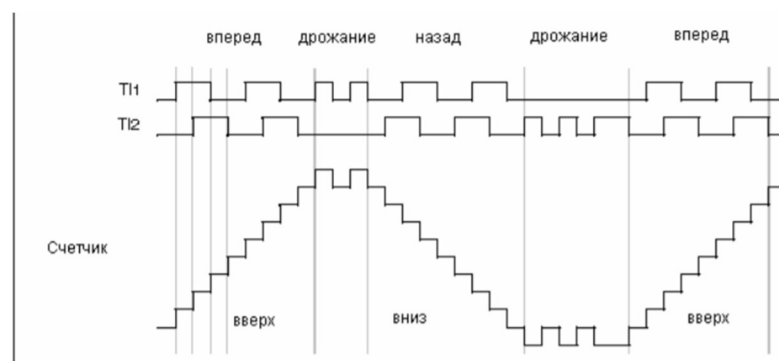 вперед дрожание назад дрожание вперед
TI1
TI2
Счетчик
вверх вниз вверх